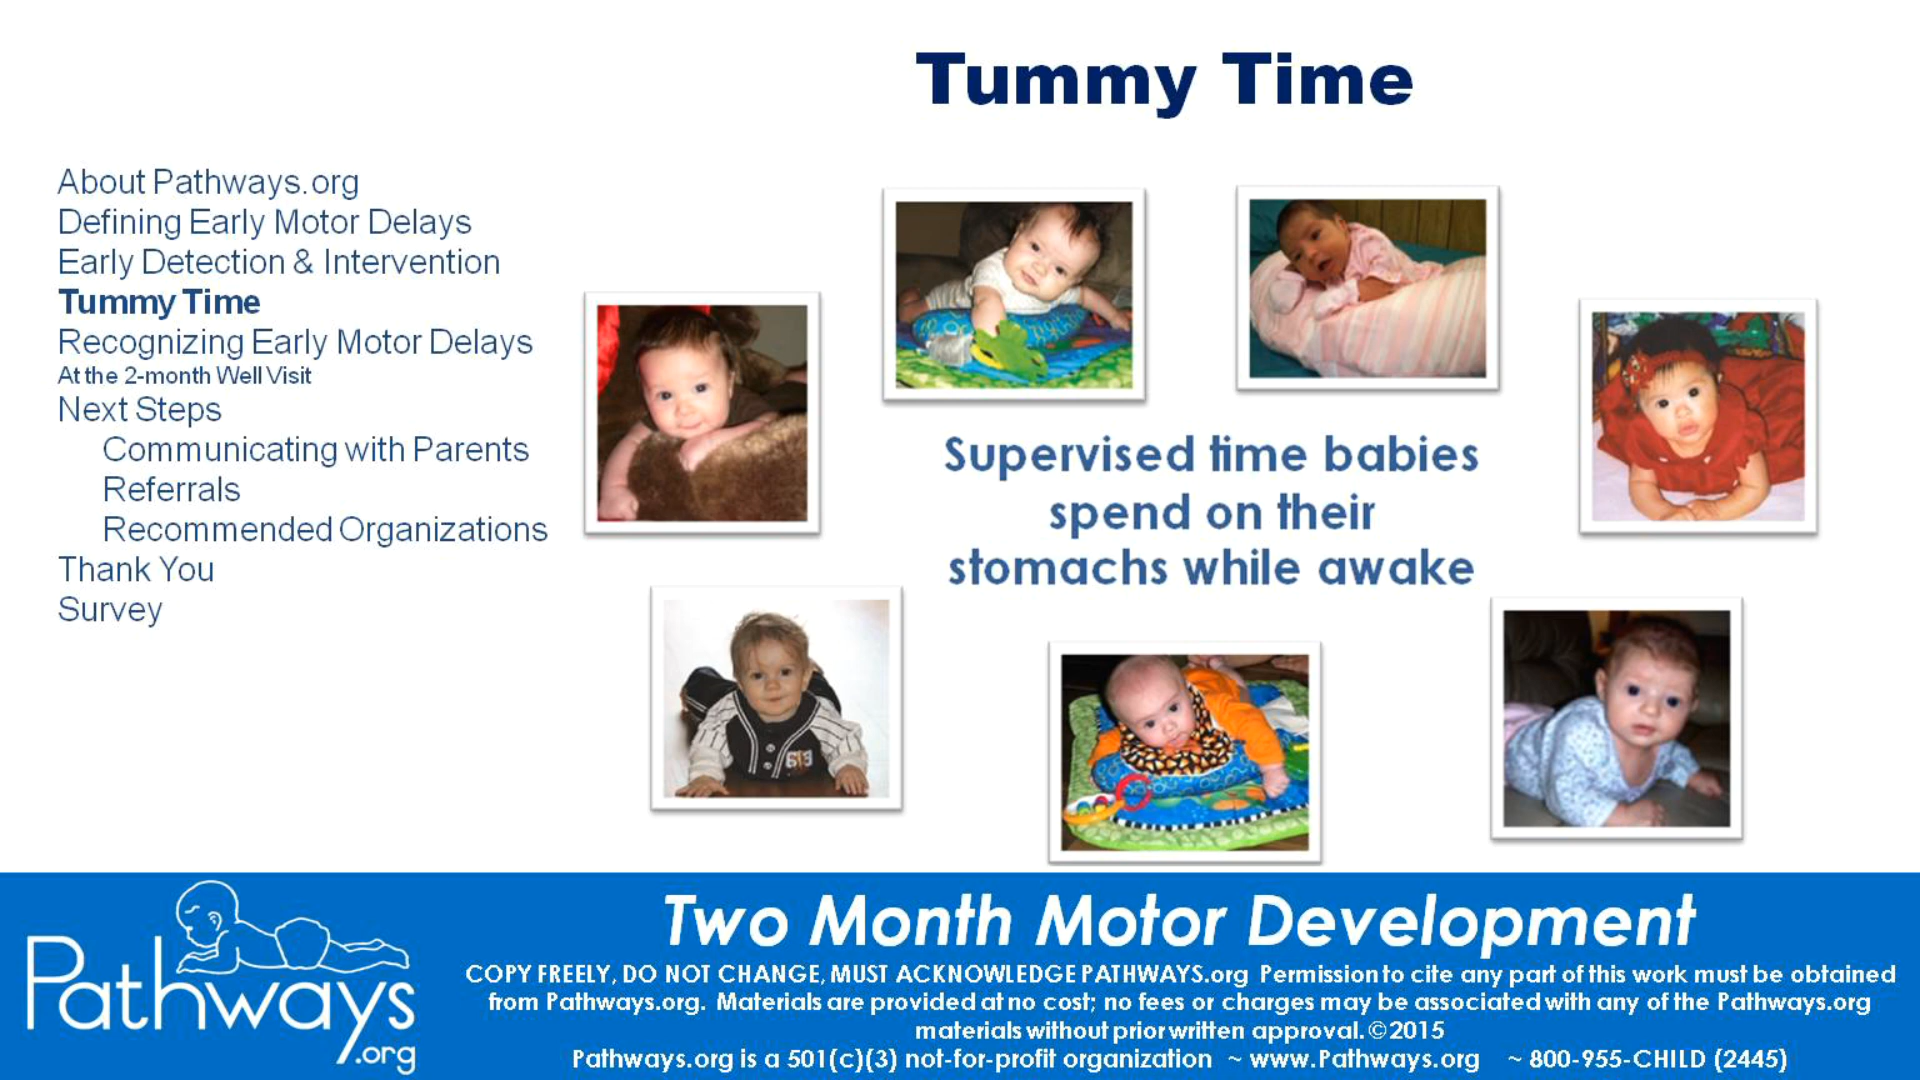 Tummy Time
About Pathways.org
Defining Early Motor Delays
Early Detection & Intervention
Tummy Time
Recognizing Early Motor Delays
At the 2-month Well Visit
Next Steps
Communicating with Parents
Referrals
Recommended Organizations
Thank You
Survey
Supervised time babies
spend on their
stomachs while awake
Pathways
.org
Two Month Motor Development
COPY FREELY, DO NOT CHANGE, MUST ACKNOWLEDGE PATHWAYS.org Permission to cite any part of this work must be obtained
from Pathways.org. Materials are provided at no cost; no fees or charges may be associated with any of the Pathways.org
materials without prior written approval. ©2015
Pathways.org is a 501(c)(3) not-for-profit organization ~ www.Pathways.org ~ 800-955-CHILD (2445)